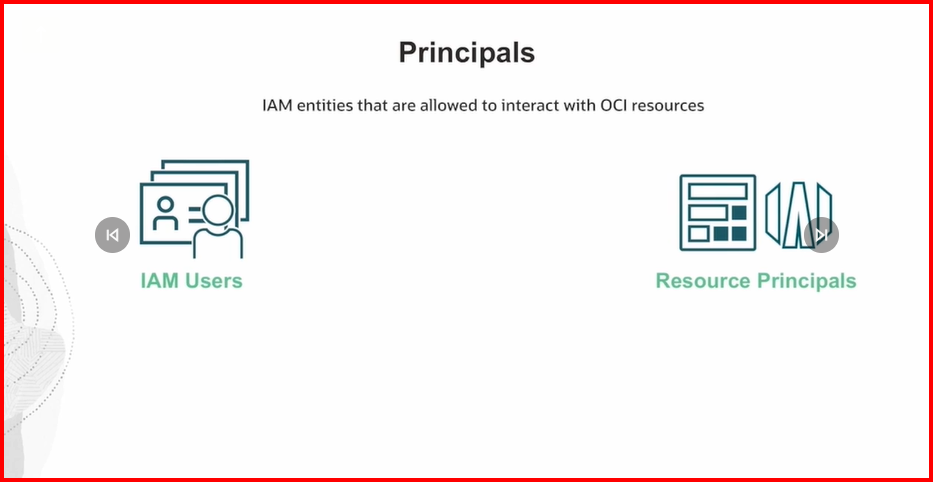 Principals
IAM entities that are allowed to interact with OCI resources
IAM Users
Resource Principals